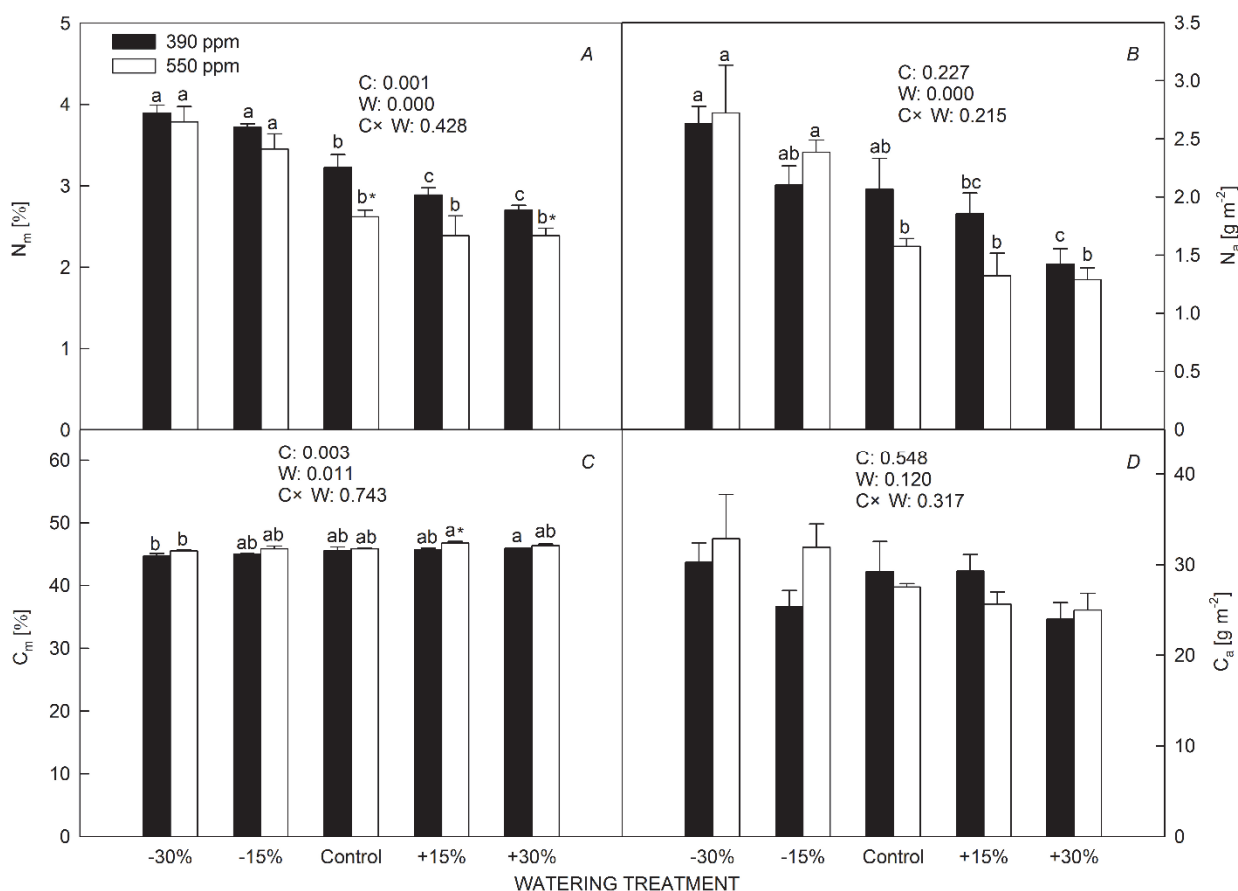 390 ppm
550 ppm
A
C: 0.001
W: 0.000
C× W: 0.428
a a a a b b* c b c b*
5
4
3
2
1
0
Nm [%]
B
C: 0.227
W: 0.000
C× W: 0.215
a a ab a ab b bc b c b
3.5
3.0
2.5
2.0
1.5
1.0
0.5
0
Na [g m-2]
C
C: 0.003
W: 0.011
C× W: 0.743
b b ab ab ab ab ab a* a ab
60
50
40
30
20
10
0
Cm [%]
D
C: 0.548
W: 0.120
C× W: 0.317
40
30
20
10
0
Ca [g m-2]
-30% -15% Control +15% +30%
-30% -15% Control +15% +30%
WATERING TREATMENT